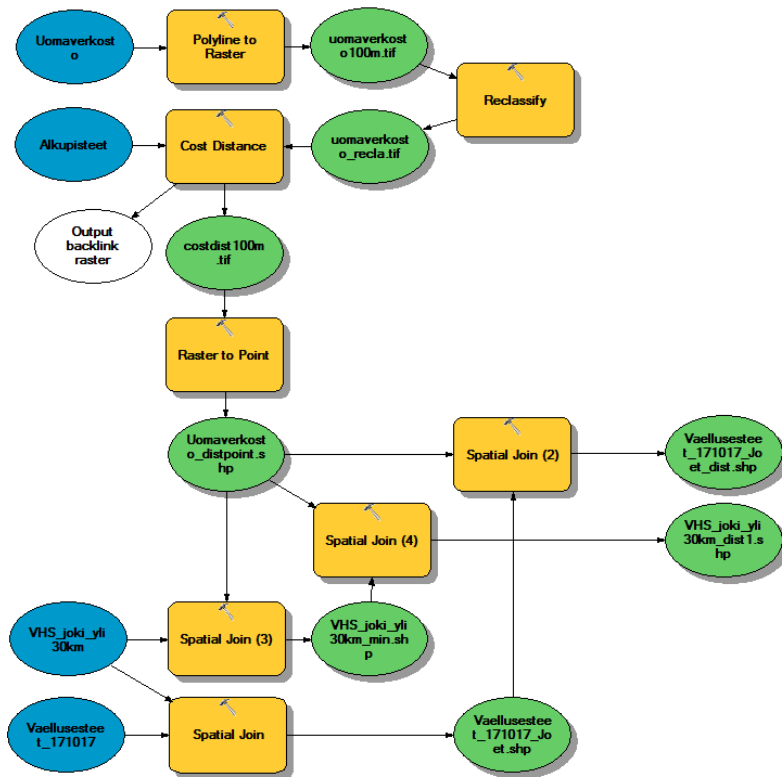 Uomaverkost
o
Polyline to
Raster
uomaverkost
o100m.tif
Reclassify
Alkupisteet
Cost Distance
uomaverkost
o_recla.tif
Output
backlink
raster
costdist100m
.tif
Raster to Point
Uomaverkost
o_distpoint.s
hp
Spatial Join (2)
Vaellusestee
t_171017_J
oet_dist.shp
Spatial Join (4)
VHS_joki_yli
30km_dist1.s
hp
VHS_joki_yli
30km
Spatial Join (3)
VHS_joki_yli
30km_min.sh
p
Vaellusestee
t_171017
Spatial Join
Vaellusestee
t_171017_Jo
et.shp